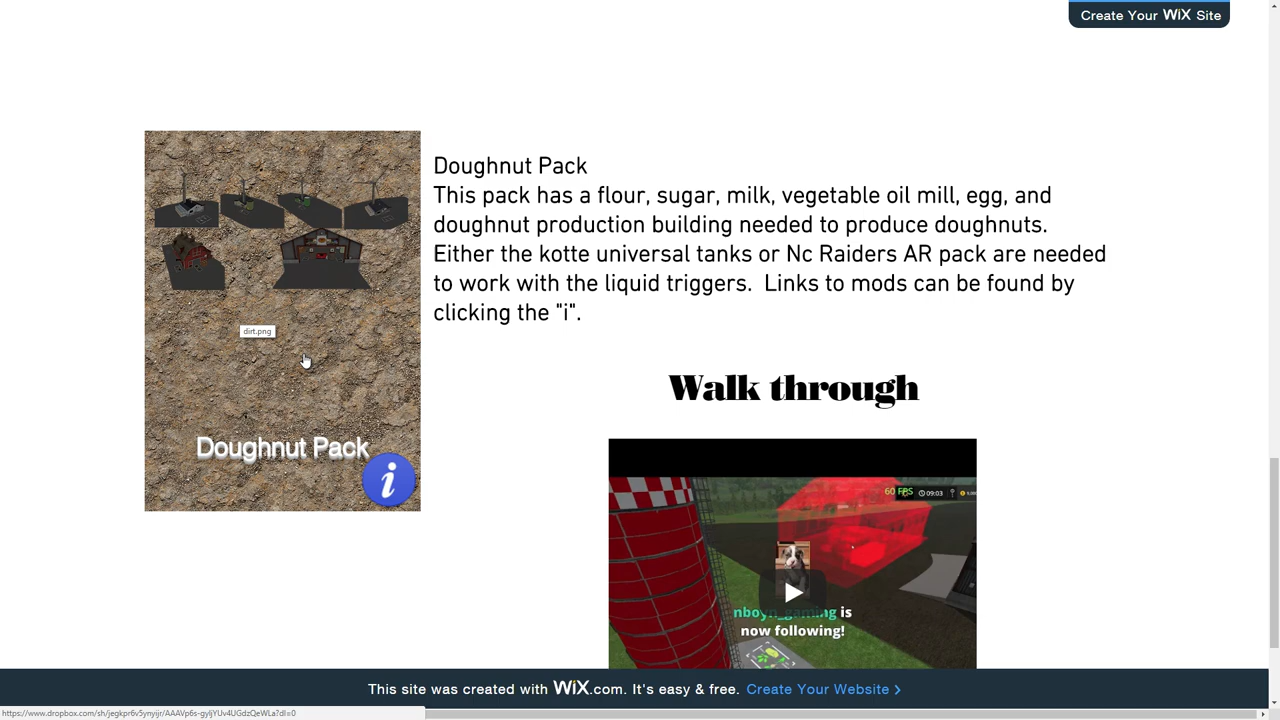 Create Your WiX Site
Doughnut Pack
This pack has a flour, sugar, milk, vegetable oil mill, egg, and
doughnut production building needed to produce doughnuts.
Either the kotte universal tanks or Nc Raiders AR pack are needed
to work with the liquid triggers.  Links to mods can be found by
clicking the "i".
dirt.png
Doughnut Pack
i
Walk through
60 FPS
09:03
nboyn_gaming is
now following!
This site was created with WiX.com. It's easy & free. Create Your Website >